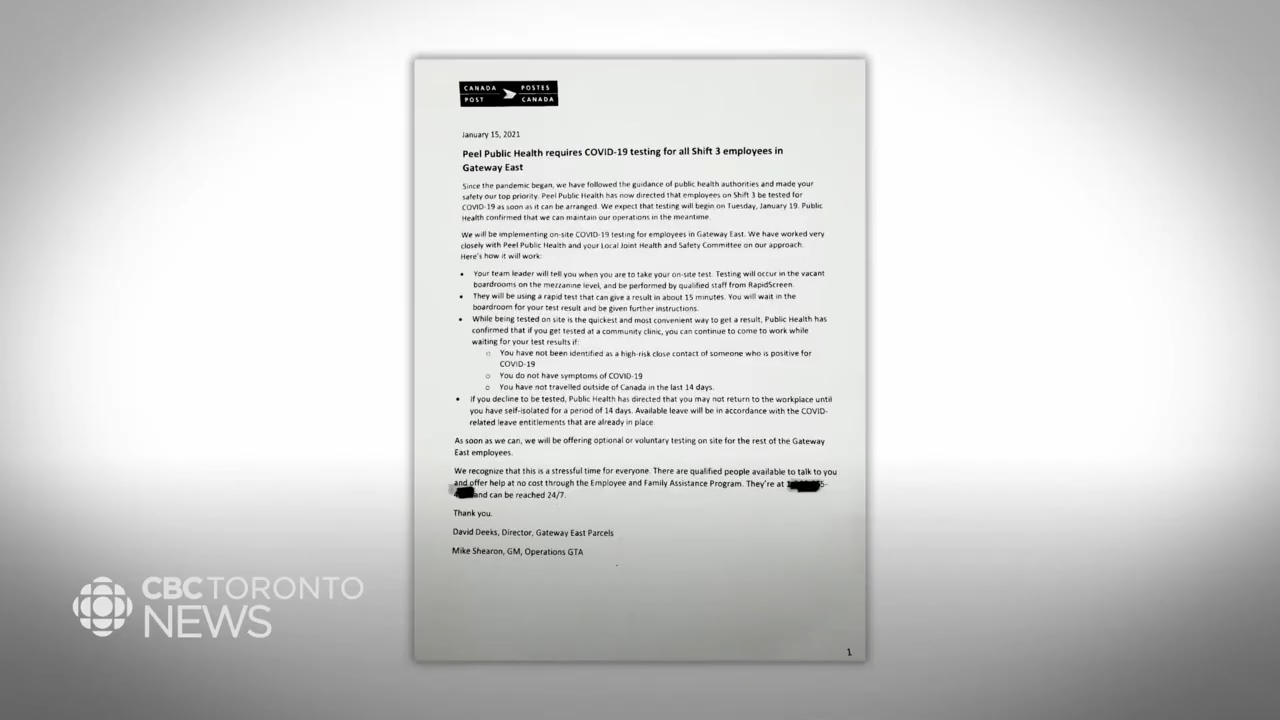 CANADA POST
POSTES CANADA
January 15, 2021
Peel Public Health requires COVID-19 testing for all Shift 3 employees in
Gateway East
Since the pandemic began, we have followed the guidance of public health authorities and made your
safety our top priority. Peel Public Health has now directed that employees on Shift 3 be tested for
COVID-19 as soon as it can be arranged. We expect that testing will begin on Tuesday, January 19. Public
Health confirmed that we can maintain our operations in the meantime.
We will be implementing on-site COVID-19 testing for employees in Gateway East. We have worked very
closely with Peel Public Health and your Local Joint Health and Safety Committee on our approach.
Here's how it will work:
• Your team leader will tell you when you are to take your on-site test. Testing will occur in the vacant
boardrooms on the mezzanine level, and be performed by qualified staff from RapidScreen.
• They will be using a rapid test that can give a result in about 15 minutes. You will wait in the
boardroom for your test result and be given further instructions.
• While being tested on site is the quickest and most convenient way to get a result, Public Health has
confirmed that if you get tested at a community clinic, you can continue to come to work while
waiting for your test results if:
o You have not been identified as a high-risk close contact of someone who is positive for
COVID-19
o You do not have symptoms of COVID-19
o You have not travelled outside of Canada in the last 14 days.
• If you decline to be tested, Public Health has directed that you may not return to the workplace until
you have self-isolated for a period of 14 days. Available leave will be in accordance with the COVID-
related leave entitlements that are already in place.
As soon as we can, we will be offering optional or voluntary testing on site for the rest of the Gateway
East employees.
We recognize that this is a stressful time for everyone. There are qualified people available to talk to you
and offer help at no cost through the Employee and Family Assistance Program. They're at
and can be reached 24/7.
Thank you.
David Deeks, Director, Gateway East Parcels
Mike Shearon, GM, Operations GTA
1
CBC TORONTO
NEWS